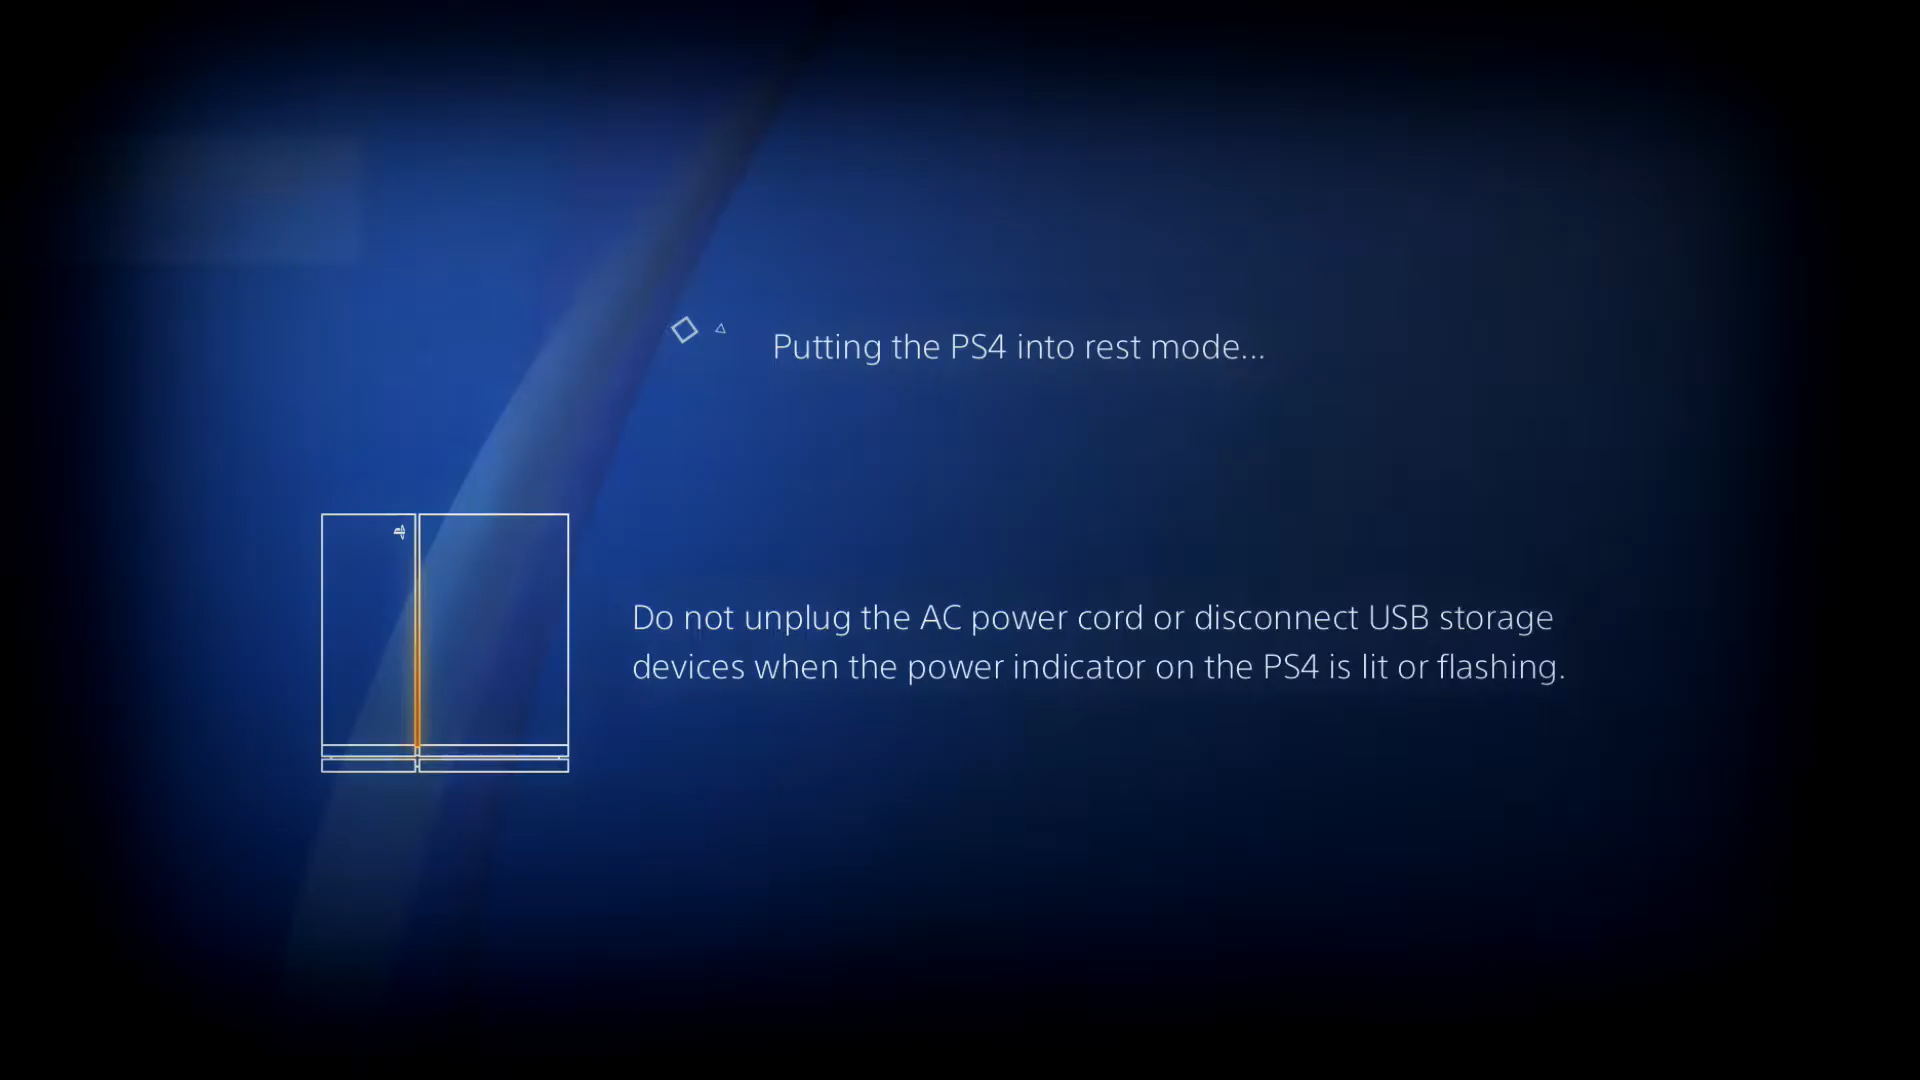 Putting the PS4 into rest mode...
Do not unplug the AC power cord or disconnect USB storage
devices when the power indicator on the PS4 is lit or flashing.